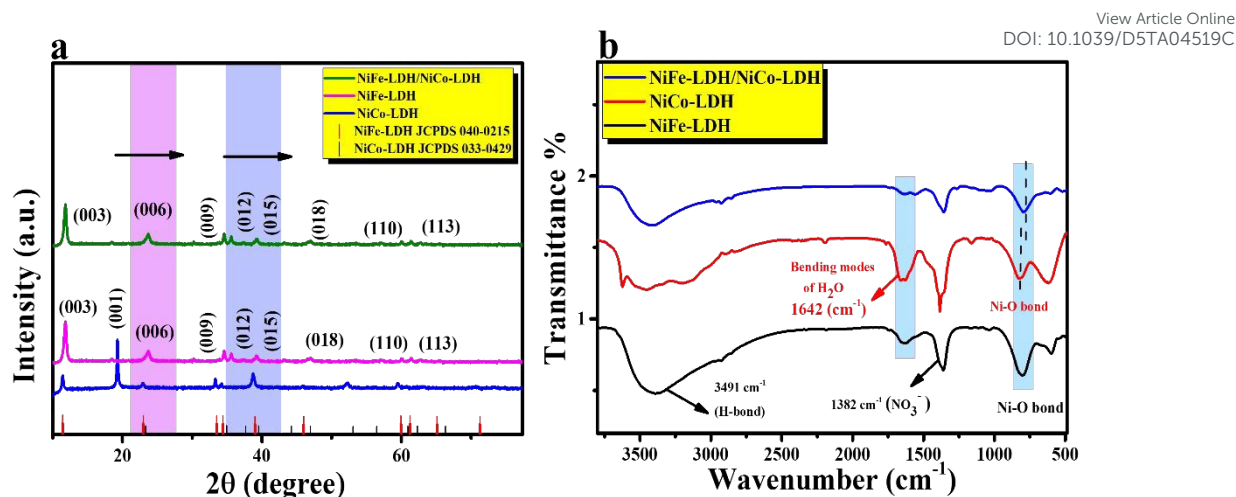 View Article Online
DOI: 10.1039/D5TA04519C
a
NiFe-LDH/NiCo-LDH
NiFe-LDH
NiCo-LDH
NiFe-LDH JCPDS 040-0215
NiCo-LDH JCPDS 033-0429
(003)
(006)
(009)
(012)
(015)
(018)
(110)
(113)
(003)
(001)
(006)
(009)
(012)
(015)
(018)
(110)
(113)
Intensity (a.u.)
20
40
60
2θ (degree)
b
NiFe-LDH/NiCo-LDH
NiCo-LDH
NiFe-LDH
Transmittance %
2
1
Bending modes
of H₂O
1642 (cm⁻¹)
Ni-O bond
3491 cm⁻¹
(H-bond)
1382 cm⁻¹ (NO₃⁻)
Ni-O bond
3500 3000 2500 2000 1500 1000 500
Wavenumber (cm⁻¹)